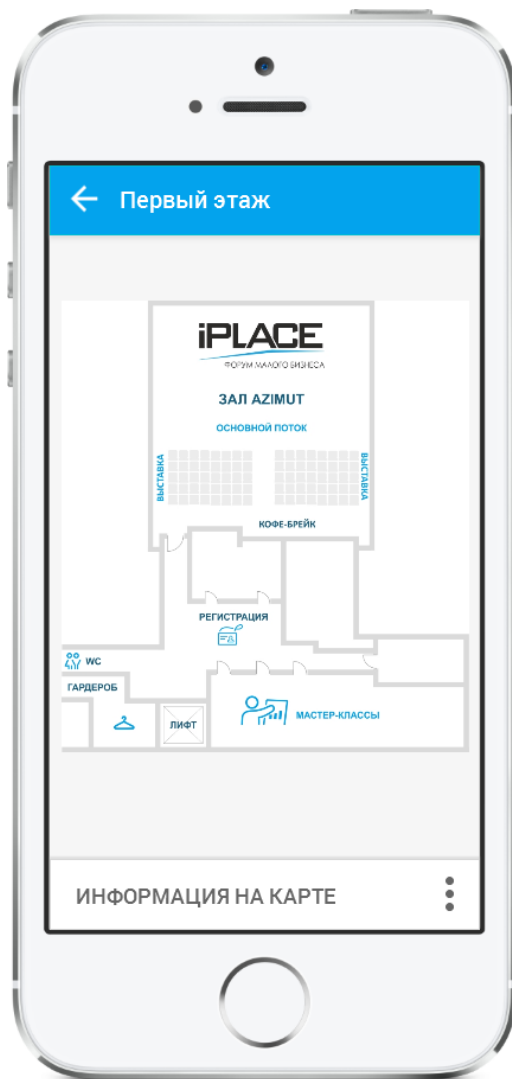 Первый этаж
iPLACE
ФОРУМ МАЛОГО БИЗНЕСА
ЗАЛ AZIMUT
ОСНОВНОЙ ПОТОК
ВЫСТАВКА
ВЫСТАВКА
КОФЕ-БРЕЙК
РЕГИСТРАЦИЯ
WC
ГАРДЕРОБ
ЛИФТ
МАСТЕР-КЛАССЫ
ИНФОРМАЦИЯ НА КАРТЕ